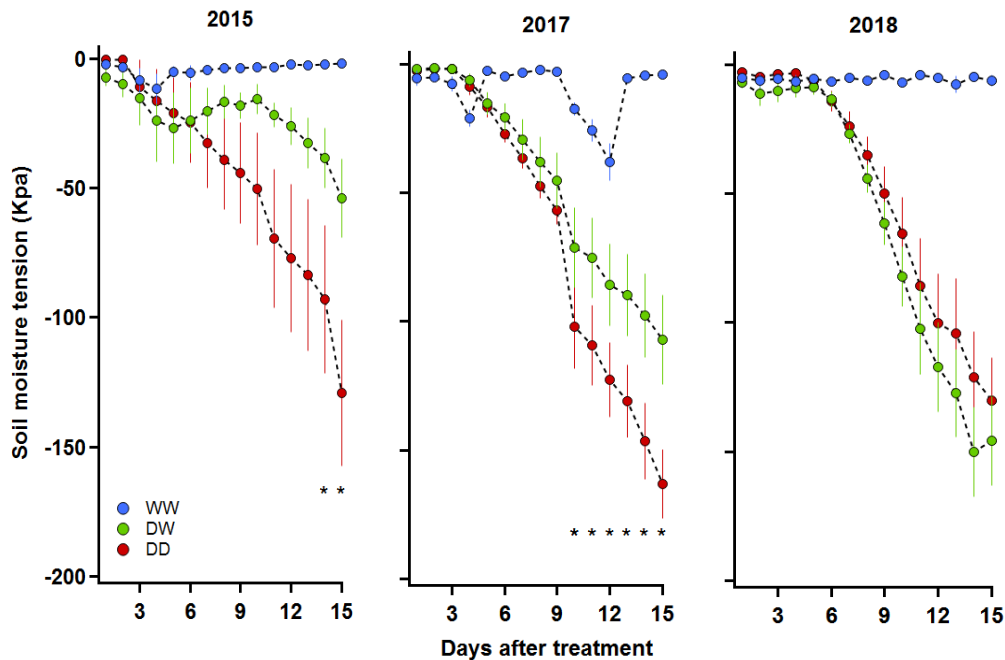 2015 2017 2018
Soil moisture tension (Kpa)
0
-50
-100
-150
-200
* *
* * * * * *
WW
DW
DD
3 6 9 12 15
3 6 9 12 15
3 6 9 12 15
Days after treatment